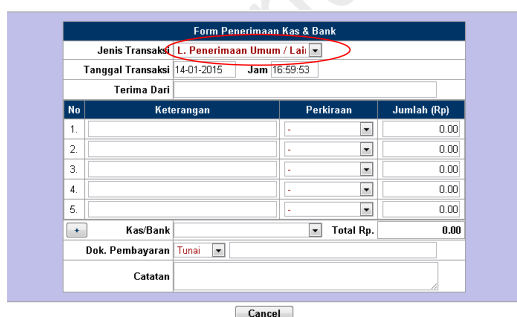 Form Penerimaan Kas & Bank
Jenis Transaksi L. Penerimaan Umum / Lai
Tanggal Transaksi 14-01-2015 Jam 16:59:53
Terima Dari
No Keterangan Perkiraan Jumlah (Rp)
1. - 0.00
2. - 0.00
3. - 0.00
4. - 0.00
5. - 0.00
+ Kas/Bank Total Rp. 0.00
Dok. Pembayaran Tunai
Catatan
Cancel